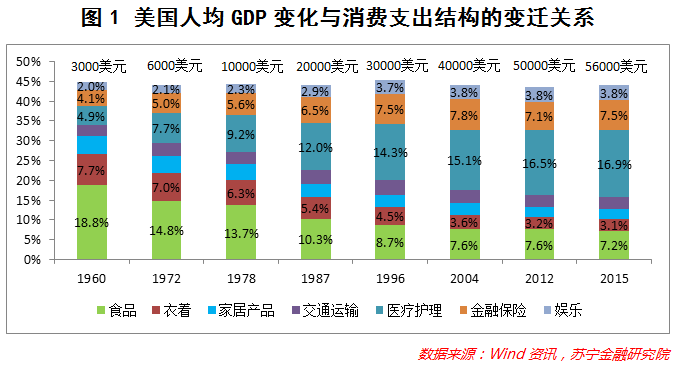 图 1 美国人均 GDP 变化与消费支出结构的变迁关系
50% 3000美元 6000美元 10000美元 20000美元 30000美元 40000美元 50000美元 56000美元
45% 2.0% 2.1% 2.3% 2.9% 3.7% 3.8% 3.8% 3.8%
40% 4.1% 5.0% 5.6% 6.5% 7.5% 7.8% 7.1% 7.5%
35% 4.9% 7.7% 9.2% 12.0% 14.3% 15.1% 16.5% 16.9%
30%
25% 7.7% 7.0% 6.3% 5.4% 4.5% 3.6% 3.2% 3.1%
20%
15% 18.8% 14.8% 13.7% 10.3% 8.7% 7.6% 7.6% 7.2%
10%
5%
0%
1960 1972 1978 1987 1996 2004 2012 2015
食品 衣着 家居产品 交通运输 医疗护理 金融保险 娱乐
数据来源：Wind 资讯，苏宁金融研究院